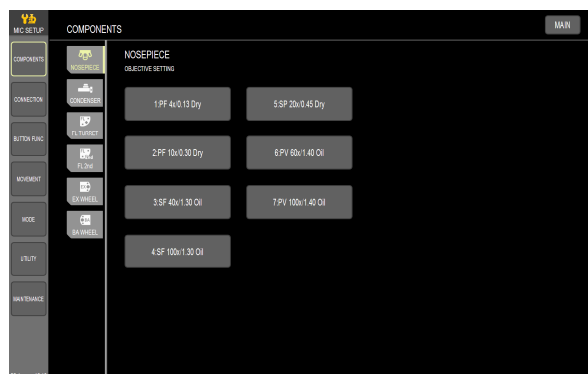 MIC SETUP
COMPONENTS
MAIN
COMPONENTS
CONNECTION
BUTTON FUNC
MOVEMENT
MODE
UTILITY
MAINTENANCE
NOSEPIECE
CONDENSER
FL-TURRET
FL 2nd
EX WHEEL
BA WHEEL
NOSEPIECE
OBJECTIVE SETTING
1:PF 4x/0.13 Dry
5:SP 20x/0.45 Dry
2:PF 10x/0.30 Dry
6:PV 60x/1.40 Oil
3:SF 40x/1.30 Oil
7:PV 100x/1.40 Oil
4:SF 100x/1.30 Oil